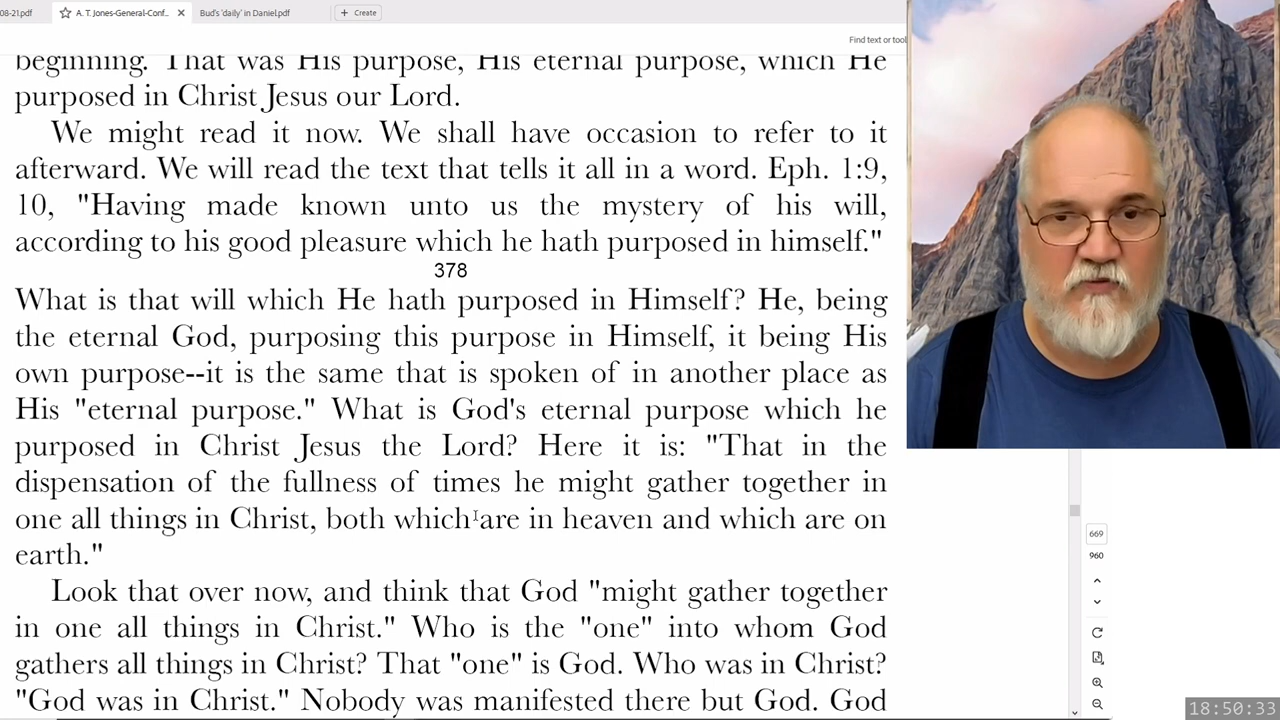 08-21.pdf
A. T. Jones-General-Conf...
Bud's 'daily' in Daniel.pdf
Create
Find text or tool
beginning. That was His purpose, His eternal purpose, which He
purposed in Christ Jesus our Lord.
We might read it now. We shall have occasion to refer to it
afterward. We will read the text that tells it all in a word. Eph. 1:9,
10, "Having made known unto us the mystery of his will,
according to his good pleasure which he hath purposed in himself."
378
What is that will which He hath purposed in Himself? He, being
the eternal God, purposing this purpose in Himself, it being His
own purpose--it is the same that is spoken of in another place as
His "eternal purpose." What is God's eternal purpose which he
purposed in Christ Jesus the Lord? Here it is: "That in the
dispensation of the fullness of times he might gather together in
one all things in Christ, both which are in heaven and which are on
earth."
Look that over now, and think that God "might gather together
in one all things in Christ." Who is the "one" into whom God
gathers all things in Christ? That "one" is God. Who was in Christ?
"God was in Christ." Nobody was manifested there but God. God
669
960
18:50:33